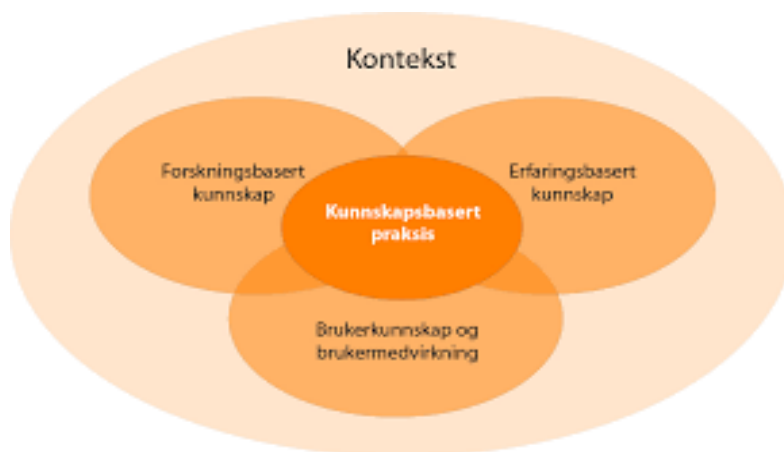 Kontekst
Forskningsbasert
kunnskap
Erfaringsbasert
kunnskap
Kunnskapsbasert
praksis
Brukerkunnskap og
brukermedvirkning